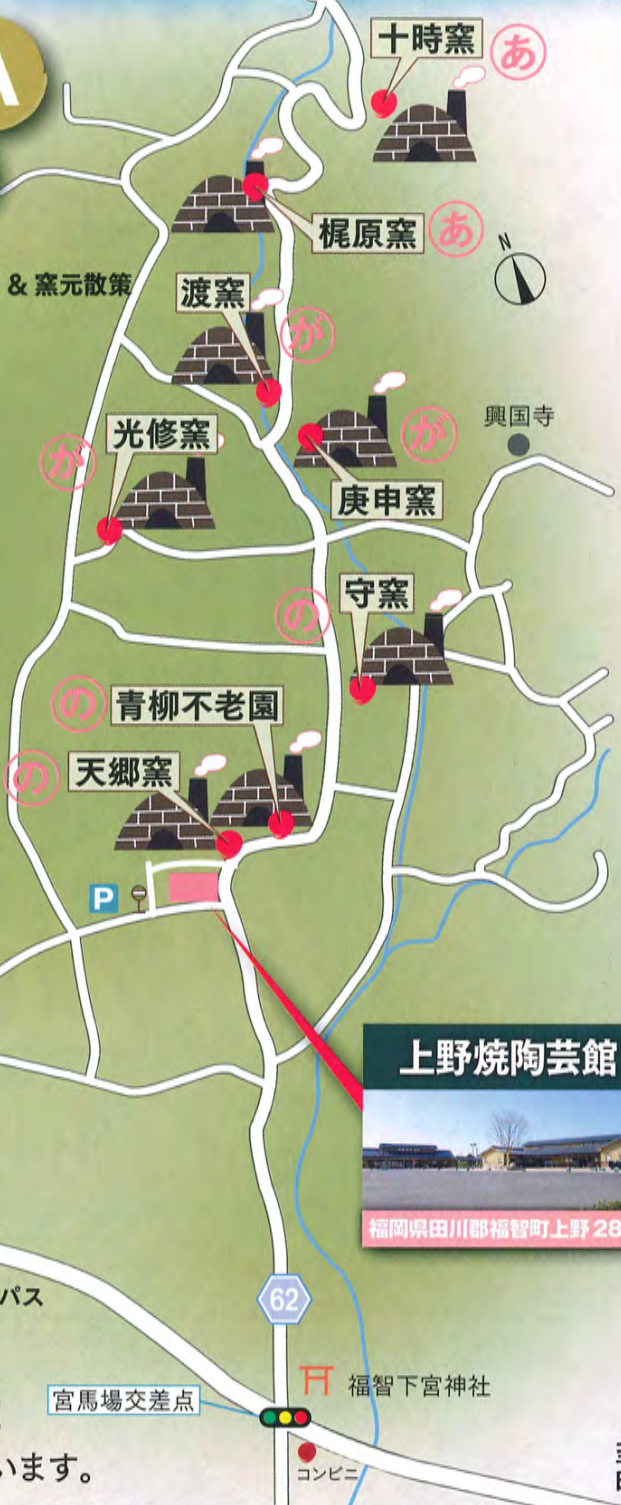 A
十時窯
あ
梶原窯
あ
N
& 窯元散策
渡窯
が
興国寺
光修窯
が
が
庚申窯
守窯
の
の
青柳不老園
の
天郷窯
P
上野焼陶芸館
福岡県田川郡福智町上野 28
パス
62
福智下宮神社
宮馬場交差点
います。
コンビニ